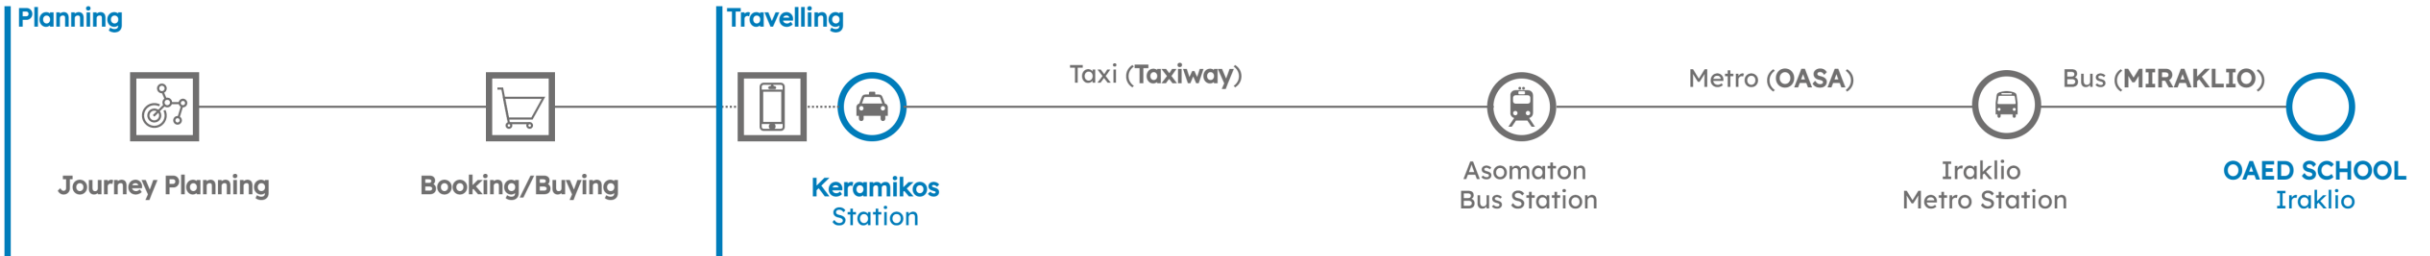 Planning
Travelling
Taxi (Taxiway)
Metro (OASA)
Bus (MIRAKLIO)
Journey Planning
Booking/Buying
Keramikos
Station
Asomaton
Bus Station
Iraklio
Metro Station
OAED SCHOOL
Iraklio